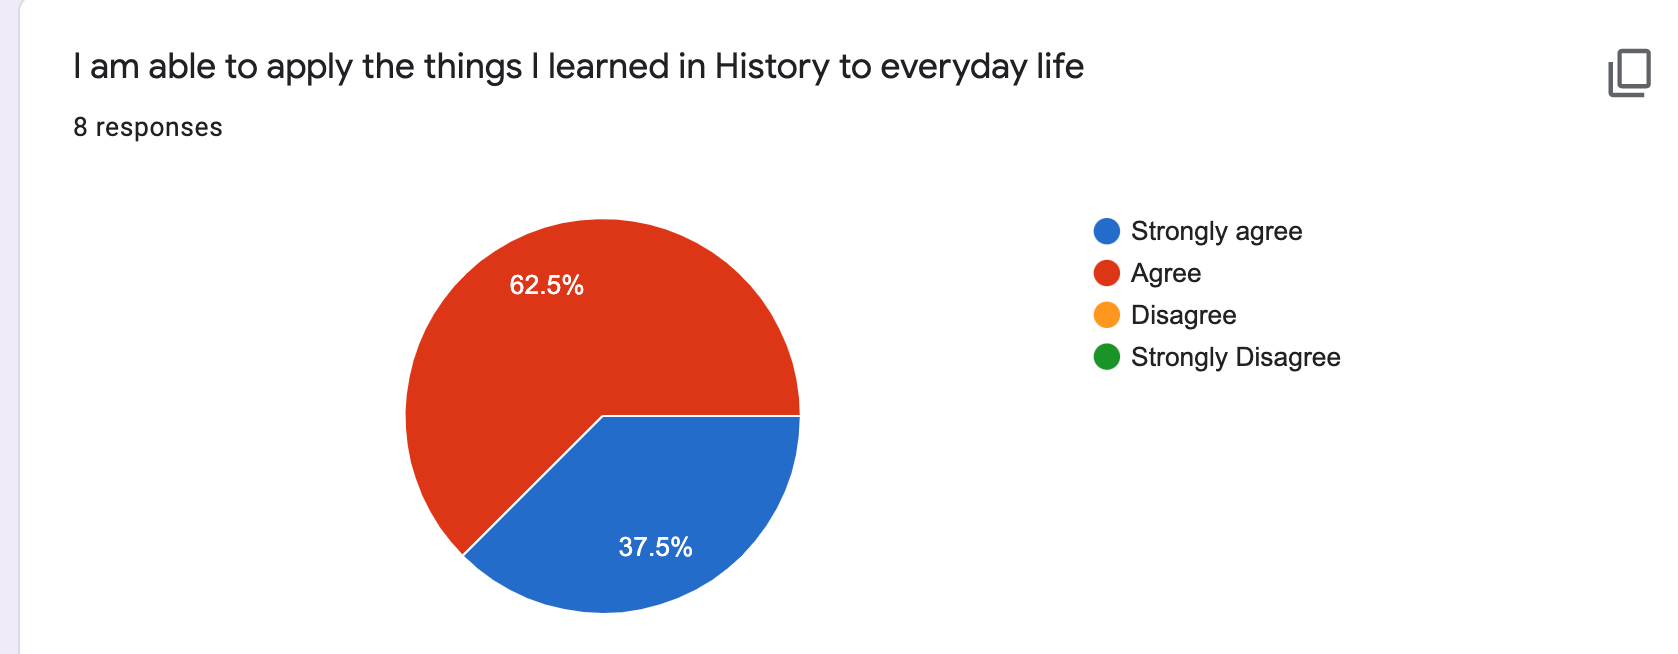 I am able to apply the things I learned in History to everyday life
8 responses
62.5%
37.5%
Strongly agree
Agree
Disagree
Strongly Disagree